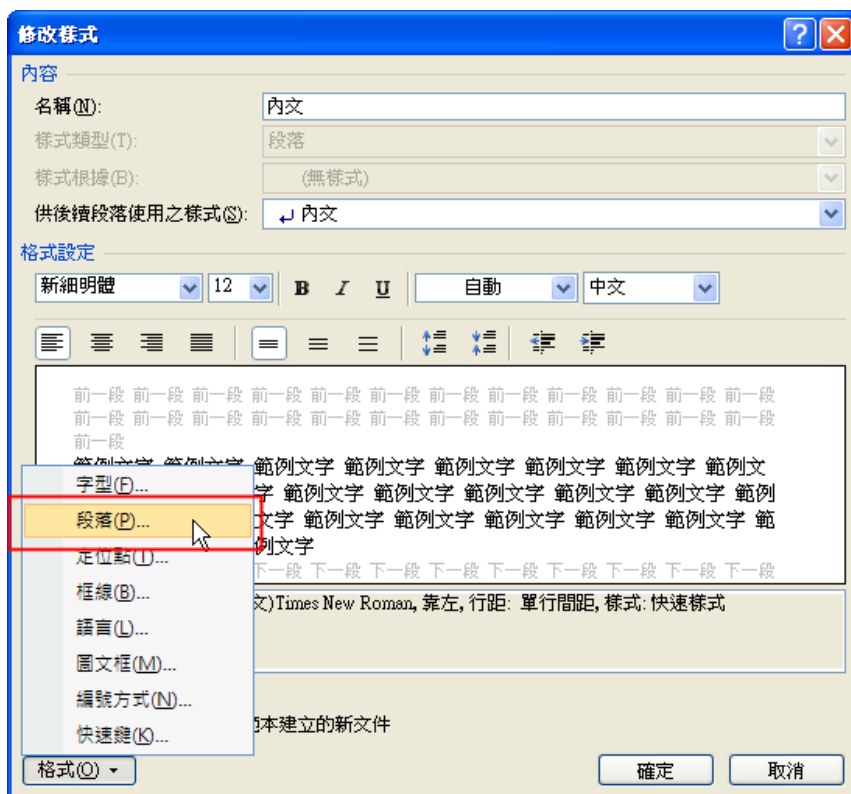 修改樣式
內容
名稱(N): 內文
樣式類型(T): 段落
樣式根據(B): (無樣式)
供後續段落使用之樣式(S): 內文
格式設定
新細明體 12 B I U 自動 中文
前一段 前一段 前一段 前一段 前一段 前一段 前一段 前一段 前一段 前一段 前一段 前一段
前一段 前一段 前一段 前一段 前一段 前一段 前一段 前一段 前一段 前一段 前一段 前一段
前一段
範例文字 範例文字 範例文字 範例文字 範例文字 範例文字 範例文字 範例文
字 範例文字 範例文字 範例文字 範例文字 範例文字 範例
文字 範例文字 範例文字 範例文字 範例文字 範例文字 範
例文字
下一段 下一段 下一段 下一段 下一段 下一段 下一段 下一段 下一段
文)Times New Roman, 靠左, 行距: 單行間距, 樣式: 快速樣式
本建立的新文件
字型(F)...
段落(P)...
定位點(T)...
框線(B)...
語言(L)...
圖文框(M)...
編號方式(N)...
快速鍵(K)...
格式(O) 確定 取消